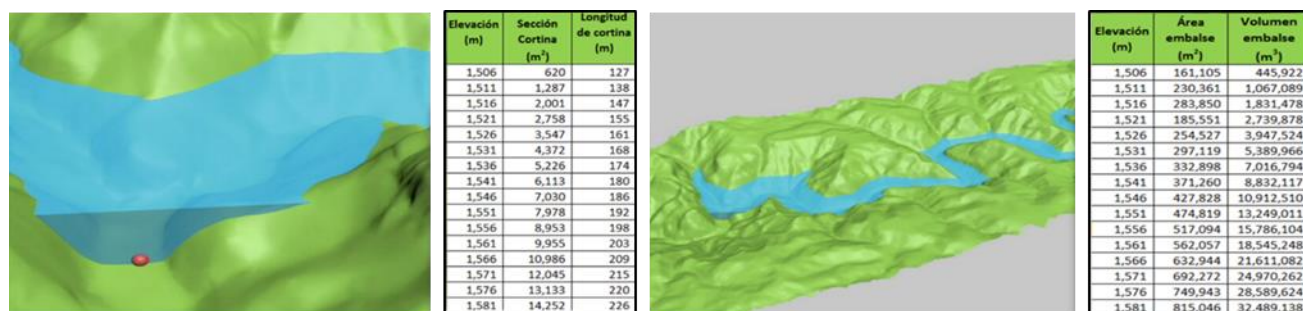 Elevación (m) Sección Cortina (m²) Longitud de cortina (m)
1,506 620 127
1,511 1,287 138
1,516 2,001 147
1,521 2,758 155
1,526 3,547 161
1,531 4,372 168
1,536 5,226 174
1,541 6,113 180
1,546 7,030 186
1,551 7,978 192
1,556 8,953 198
1,561 9,955 203
1,566 10,986 209
1,571 12,045 215
1,576 13,133 220
1,581 14,252 226
Elevación (m) Área embalse (m²) Volumen embalse (m³)
1,506 161,105 445,922
1,511 230,361 1,067,089
1,516 283,850 1,831,478
1,521 185,551 2,739,878
1,526 254,527 3,947,524
1,531 297,119 5,389,966
1,536 332,898 7,016,794
1,541 371,260 8,832,117
1,546 427,828 10,912,510
1,551 474,819 13,249,011
1,556 517,094 15,786,104
1,561 562,057 18,545,248
1,566 632,944 21,611,082
1,571 692,272 24,970,262
1,576 749,943 28,589,624
1,581 815,046 32,489,138